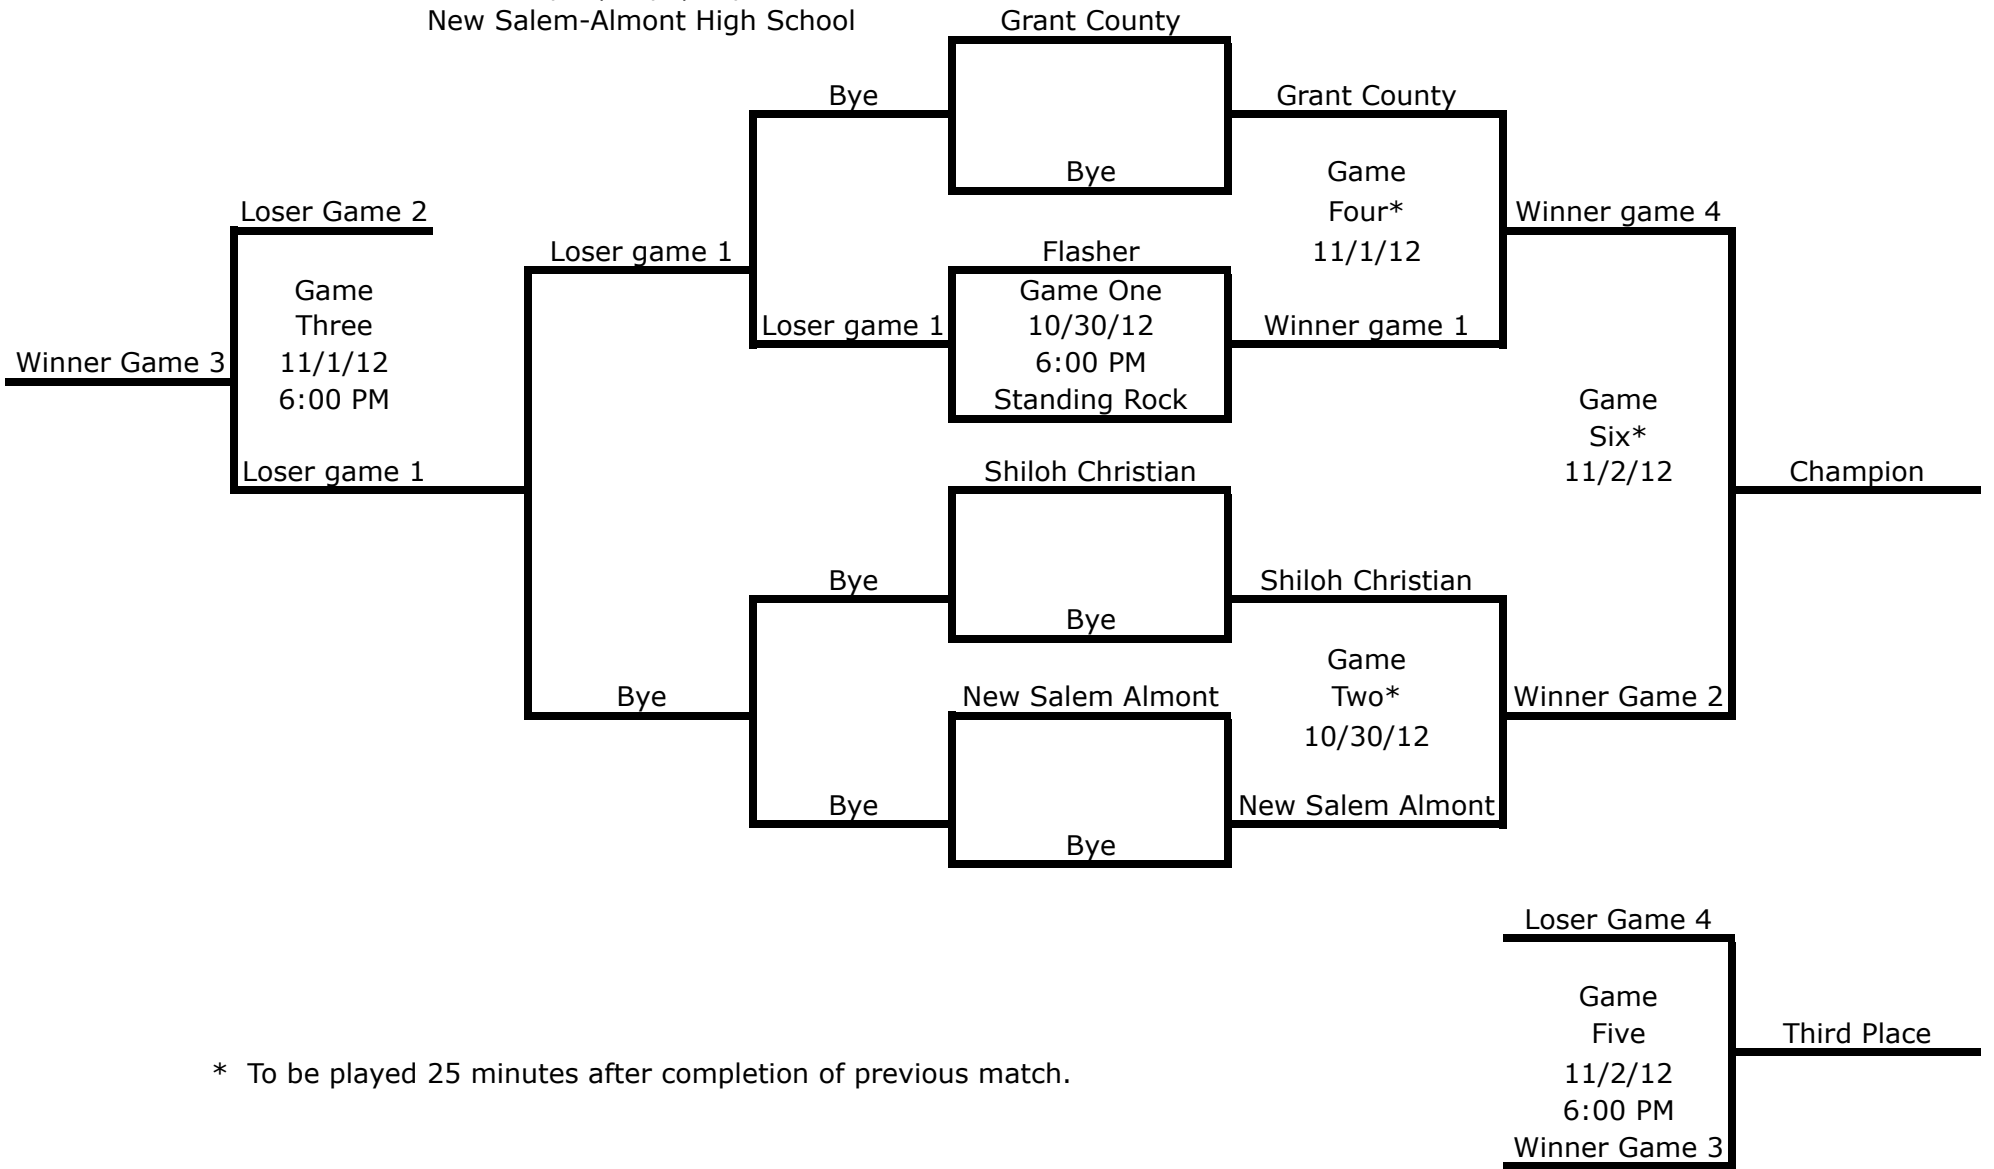 New Salem-Almont High School
Grant County
Bye
Grant County
Bye
Game
Four*
11/1/12
Loser Game 2
Winner game 4
Loser game 1
Flasher
Game
Three
11/1/12
6:00 PM
Game One
10/30/12
6:00 PM
Standing Rock
Loser game 1
Winner game 1
Winner Game 3
Game
Six*
11/2/12
Loser game 1
Shiloh Christian
Champion
Bye
Shiloh Christian
Bye
Game
Two*
10/30/12
Bye
New Salem Almont
Winner Game 2
Bye
New Salem Almont
Bye
Loser Game 4
Game
Five
11/2/12
6:00 PM
Third Place
Winner Game 3
* To be played 25 minutes after completion of previous match.